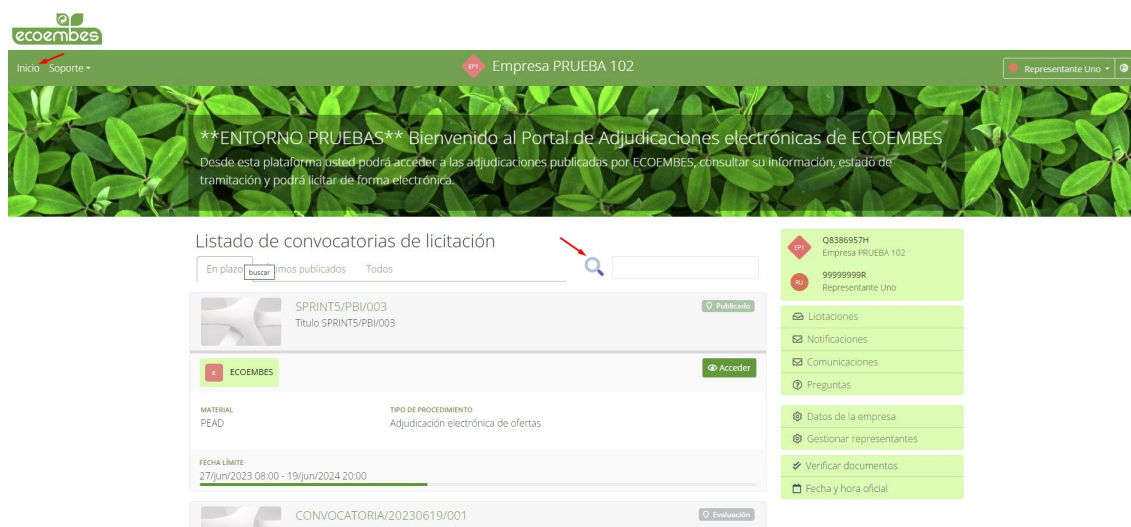 ecoembes
Inicio Soporte
EP1 Empresa PRUEBA 102
Representante Uno
**ENTORNO PRUEBAS** Bienvenido al Portal de Adjudicaciones electrónicas de ECOEMBES
Desde esta plataforma usted podrá acceder a las adjudicaciones publicadas por ECOEMBES, consultar su información, estado de
tramitación y podrá licitar de forma electrónica.
Listado de convocatorias de licitación
En plazo buscar mos publicados Todos
SPRINT5/PBI/003 Publicado
Título SPRINT5/PBI/003
E ECOEMBES Acceder
MATERIAL TIPO DE PROCEDIMIENTO
PEAD Adjudicación electrónica de ofertas
FECHA LÍMITE
27/jun/2023 08:00 - 19/jun/2024 20:00
CONVOCATORIA/20230619/001 Evaluación
EP1 Q8386957H
Empresa PRUEBA 102
RU 99999999R
Representante Uno
Licitaciones
Notificaciones
Comunicaciones
Preguntas
Datos de la empresa
Gestionar representantes
Verificar documentos
Fecha y hora oficial